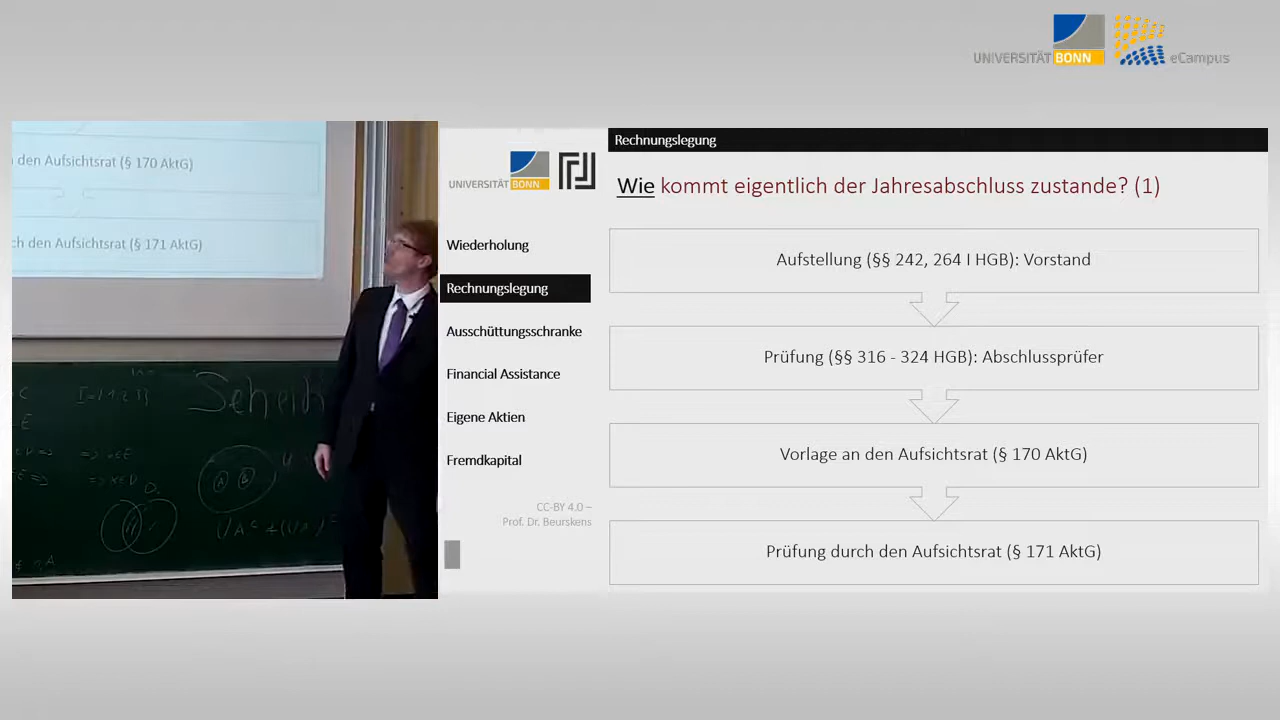 UNIVERSITÄT BONN
eCampus
n den Aufsichtsrat (§ 170 AktG)
ch den Aufsichtsrat (§ 171 AktG)
Schein
UNIVERSITÄT BONN
Wiederholung
Rechnungslegung
Ausschüttungsschranke
Financial Assistance
Eigene Aktien
Fremdkapital
CC-BY 4.0 –
Prof. Dr. Beurskens
Rechnungslegung
Wie kommt eigentlich der Jahresabschluss zustande? (1)
Aufstellung (§§ 242, 264 I HGB): Vorstand
Prüfung (§§ 316 - 324 HGB): Abschlussprüfer
Vorlage an den Aufsichtsrat (§ 170 AktG)
Prüfung durch den Aufsichtsrat (§ 171 AktG)